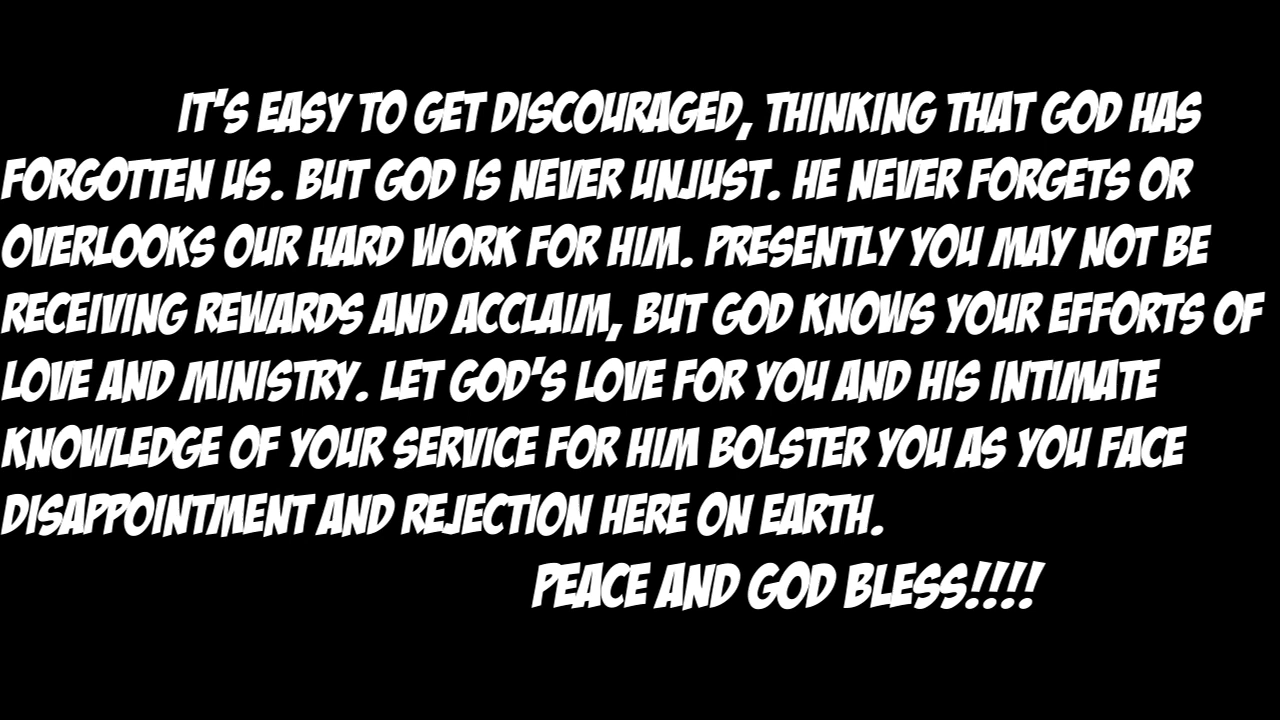 IT'S EASY TO GET DISCOURAGED, THINKING THAT GOD HAS
FORGOTTEN US. BUT GOD IS NEVER UNJUST. HE NEVER FORGETS OR
OVERLOOKS OUR HARD WORK FOR HIM. PRESENTLY YOU MAY NOT BE
RECEIVING REWARDS AND ACCLAIM, BUT GOD KNOWS YOUR EFFORTS OF
LOVE AND MINISTRY. LET GOD'S LOVE FOR YOU AND HIS INTIMATE
KNOWLEDGE OF YOUR SERVICE FOR HIM BOLSTER YOU AS YOU FACE
DISAPPOINTMENT AND REJECTION HERE ON EARTH.
PEACE AND GOD BLESS!!!!